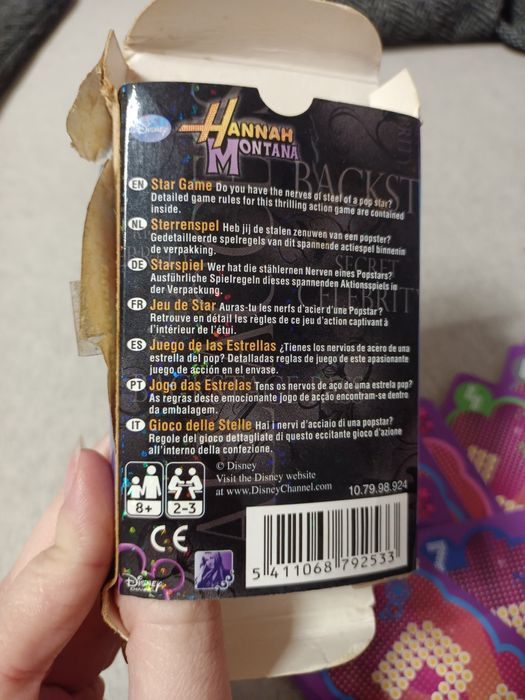 Disney
HANNAH
MONTANA
BACKST
SECRET
CELEBRIT
EN Star Game Do you have the nerves of steel of a pop star?
Detailed game rules for this thrilling action game are contained
inside.
NL Sterrenspel Heb jij de stalen zenuwen van een popster?
Gedetailleerde spelregels van dit spannende actiespel binnenin
de verpakking.
DE Starspiel Wer hat die stählernen Nerven eines Popstars?
Ausführliche Spielregeln dieses spannenden Aktionsspiels in
der Verpackung.
FR Jeu de Star Auras-tu les nerfs d'acier d'une Popstar?
Retrouve en détail les règles de ce jeu d'action captivant à
l'intérieur de l'étui.
ES Juego de las Estrellas ¿Tienes los nervios de acero de una
estrella del pop? Detalladas reglas de juego de este apasionante
juego de acción en el envase.
PT Jogo das Estrelas Tens os nervos de aço de uma estrela pop?
As regras deste emocionante jogo de acção encontram-se dentro
da embalagem.
IT Gioco delle Stelle Hai i nervi d'acciaio di una popstar?
Regole del gioco dettagliate di questo eccitante gioco d'azione
all'interno della confezione.
© Disney
Visit the Disney website
at www.DisneyChannel.com
10.79.98.924
8+
2-3
CE
Disney
5 411068 792533